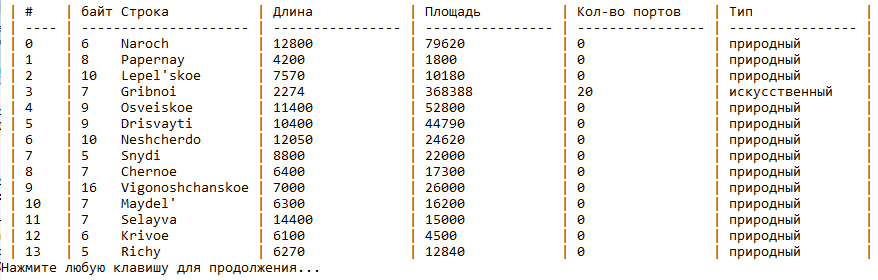 | # | байт Строка | Длина | Площадь | Кол-во портов | Тип |
| ---- | --------------------- | ---------------- | ---------------- | ---------------- | ---------------- |
| 0 | 6 Naroch | 12800 | 79620 | 0 | природный |
| 1 | 8 Papernay | 4200 | 1800 | 0 | природный |
| 2 | 10 Lepel'skoe | 7570 | 10180 | 0 | природный |
| 3 | 7 Gribnoi | 2274 | 368388 | 20 | искусственный |
| 4 | 9 Osveiskoe | 11400 | 52800 | 0 | природный |
| 5 | 9 Drisvayti | 10400 | 44790 | 0 | природный |
| 6 | 10 Neshcherdo | 12050 | 24620 | 0 | природный |
| 7 | 5 Snydi | 8800 | 22000 | 0 | природный |
| 8 | 7 Chernoe | 6400 | 17300 | 0 | природный |
| 9 | 16 Vigonoshchanskoe | 7000 | 26000 | 0 | природный |
| 10 | 7 Maydel' | 6300 | 16200 | 0 | природный |
| 11 | 7 Selayva | 14400 | 15000 | 0 | природный |
| 12 | 6 Krivoe | 6100 | 4500 | 0 | природный |
| 13 | 5 Richy | 6270 | 12840 | 0 | природный |
Нажмите любую клавишу для продолжения...